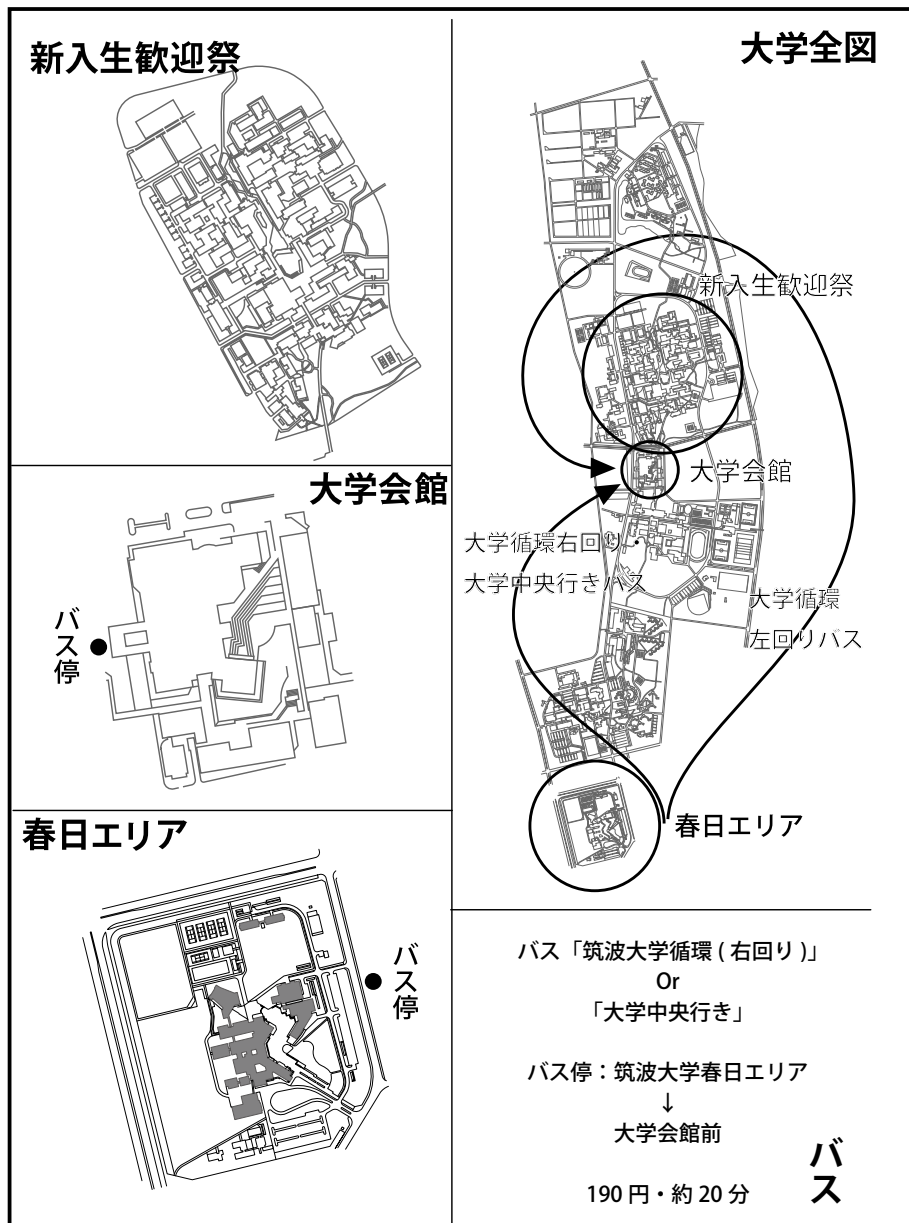 新入生歓迎祭
大学会館
バス停
春日エリア
バス停
大学全図
新入生歓迎祭
大学会館
大学循環右回り
大学中央行きバス
大学循環
左回りバス
春日エリア
バス「筑波大学循環 ( 右回り )」
Or
「大学中央行き」
バス停：筑波大学春日エリア
↓
大学会館前
190 円・約 20 分
バス